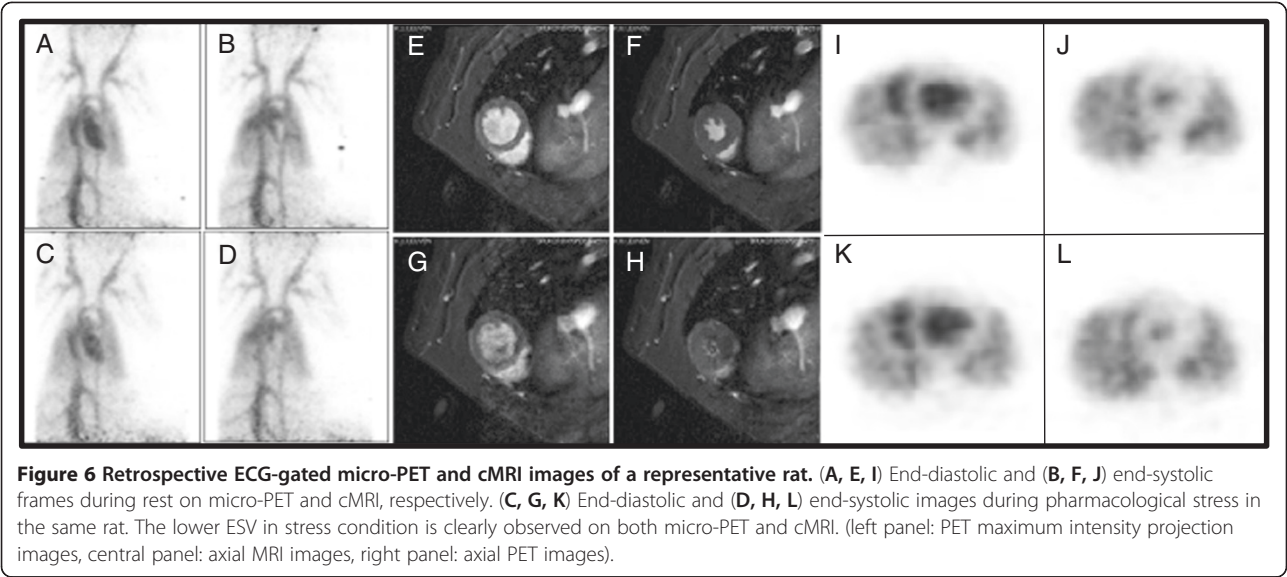 A
B
E
F
I
J
C
D
G
H
K
L
Figure 6 Retrospective ECG-gated micro-PET and cMRI images of a representative rat. (A, E, I) End-diastolic and (B, F, J) end-systolic
frames during rest on micro-PET and cMRI, respectively. (C, G, K) End-diastolic and (D, H, L) end-systolic images during pharmacological stress in
the same rat. The lower ESV in stress condition is clearly observed on both micro-PET and cMRI. (left panel: PET maximum intensity projection
images, central panel: axial MRI images, right panel: axial PET images).